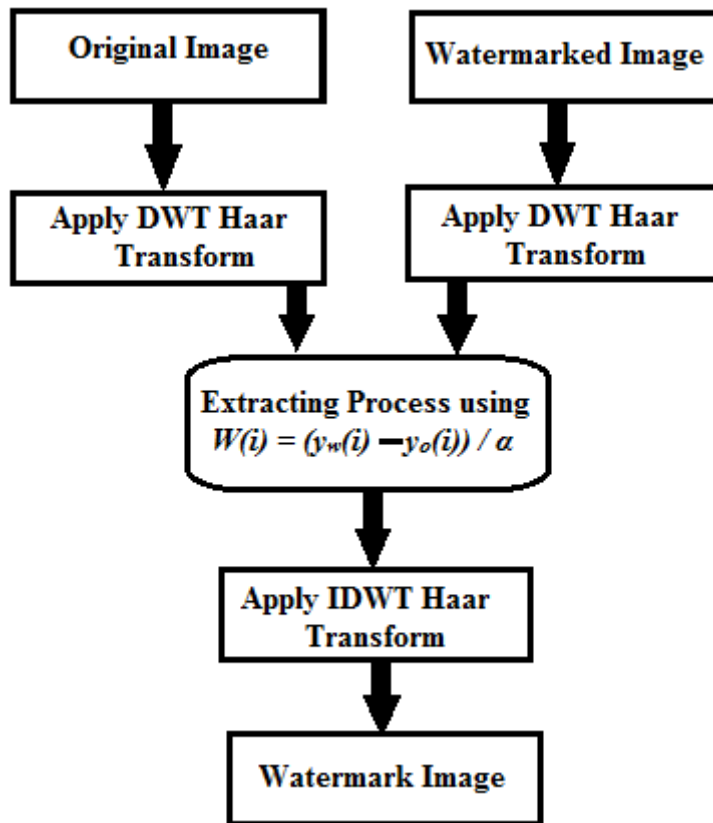 Original Image
Watermarked Image
Apply DWT Haar
Transform
Apply DWT Haar
Transform
Extracting Process using
W(i) = (yw(i) −yo(i)) / α
Apply IDWT Haar
Transform
Watermark Image